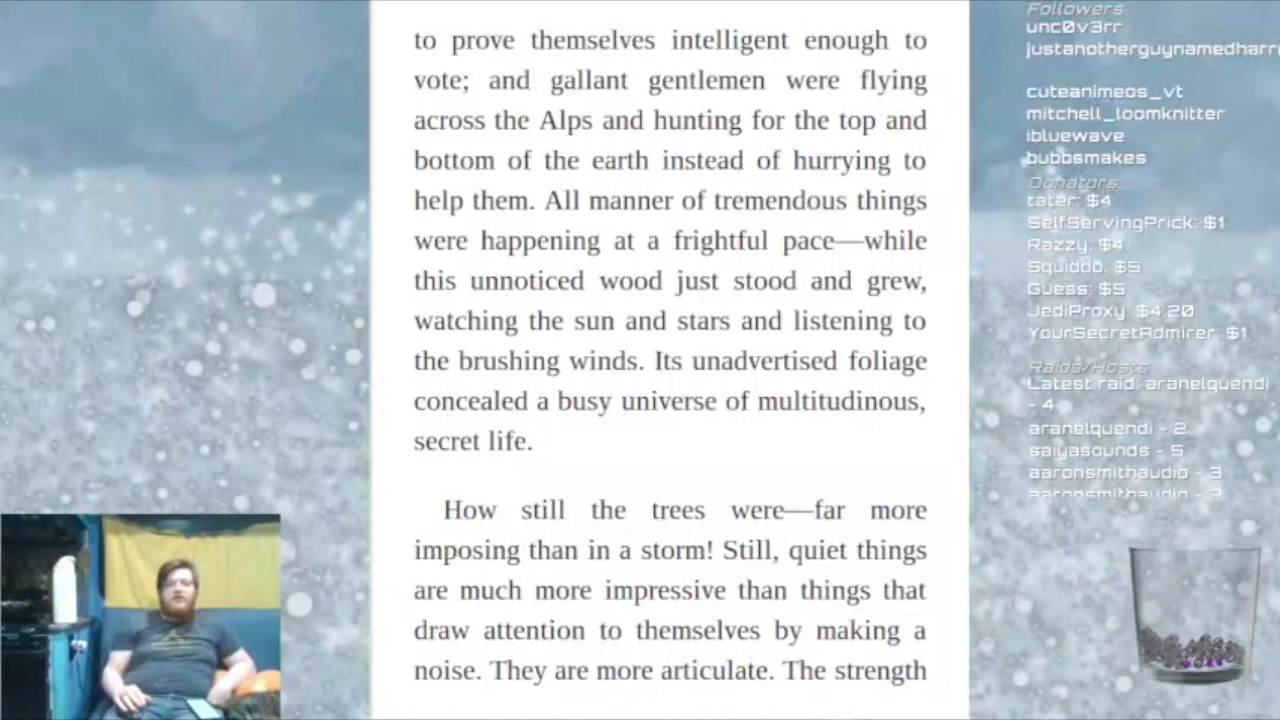 to prove themselves intelligent enough to
vote; and gallant gentlemen were flying
across the Alps and hunting for the top and
bottom of the earth instead of hurrying to
help them. All manner of tremendous things
were happening at a frightful pace—while
this unnoticed wood just stood and grew,
watching the sun and stars and listening to
the brushing winds. Its unadvertised foliage
concealed a busy universe of multitudinous,
secret life.
How still the trees were—far more
imposing than in a storm! Still, quiet things
are much more impressive than things that
draw attention to themselves by making a
noise. They are more articulate. The strength
Followers
unc0v3rr
justanotherguynamedharr
cuteanimeos_vt
mitchell_loomknitter
ibluewave
bubbsmakes
Donators
tater: $4
SelfServingPrick: $1
Razzy: $4
Squidoo: $5
Guess: $5
JediProxy: $4.20
YourSecretAdmirer: $1
Raids/Hosts
Latest raid: aranelquendi
- 4
aranelquendi - 2
saiyasounds - 5
aaronsmithaudio - 3
aaronsmithaudio - 3